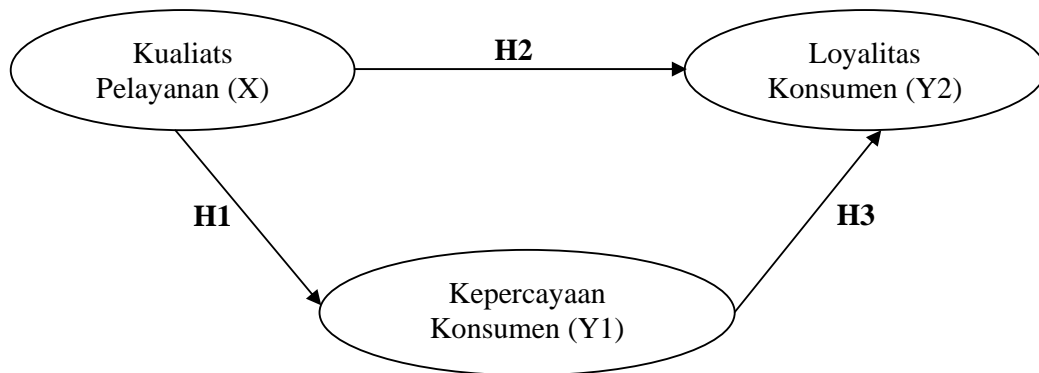 Kualiats
Pelayanan (X)
H2
Loyalitas
Konsumen (Y2)
H1
H3
Kepercayaan
Konsumen (Y1)